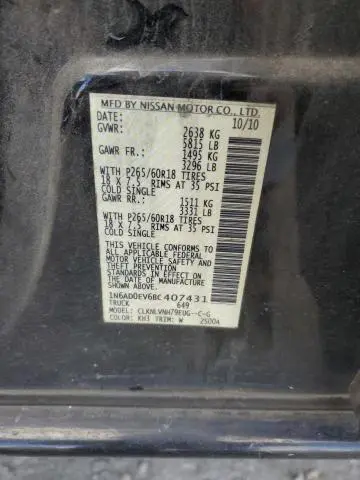 MFD BY NISSAN MOTOR CO., LTD.
DATE: 10/10
GVWR: 2638 KG
5815 LB
GAWR FR.: 1495 KG
3296 LB
WITH P265/60R18 TIRES
18 X 7.5 RIMS AT 35 PSI
COLD SINGLE
GAWR RR.: 1511 KG
3331 LB
WITH P265/60R18 TIRES
18 X 7.5 RIMS AT 35 PSI
COLD SINGLE
THIS VEHICLE CONFORMS TO ALL
APPLICABLE FEDERAL
MOTOR VEHICLE SAFETY
STANDARDS IN EFFECT ON THE DATE
OF MANUFACTURE SHOWN ABOVE.
1N6AD0EV6BC407431
TRUCK 649
MODEL: CLKNLVNH79EUG--C-G
COLOR: KH3 TRIM: W 2500A